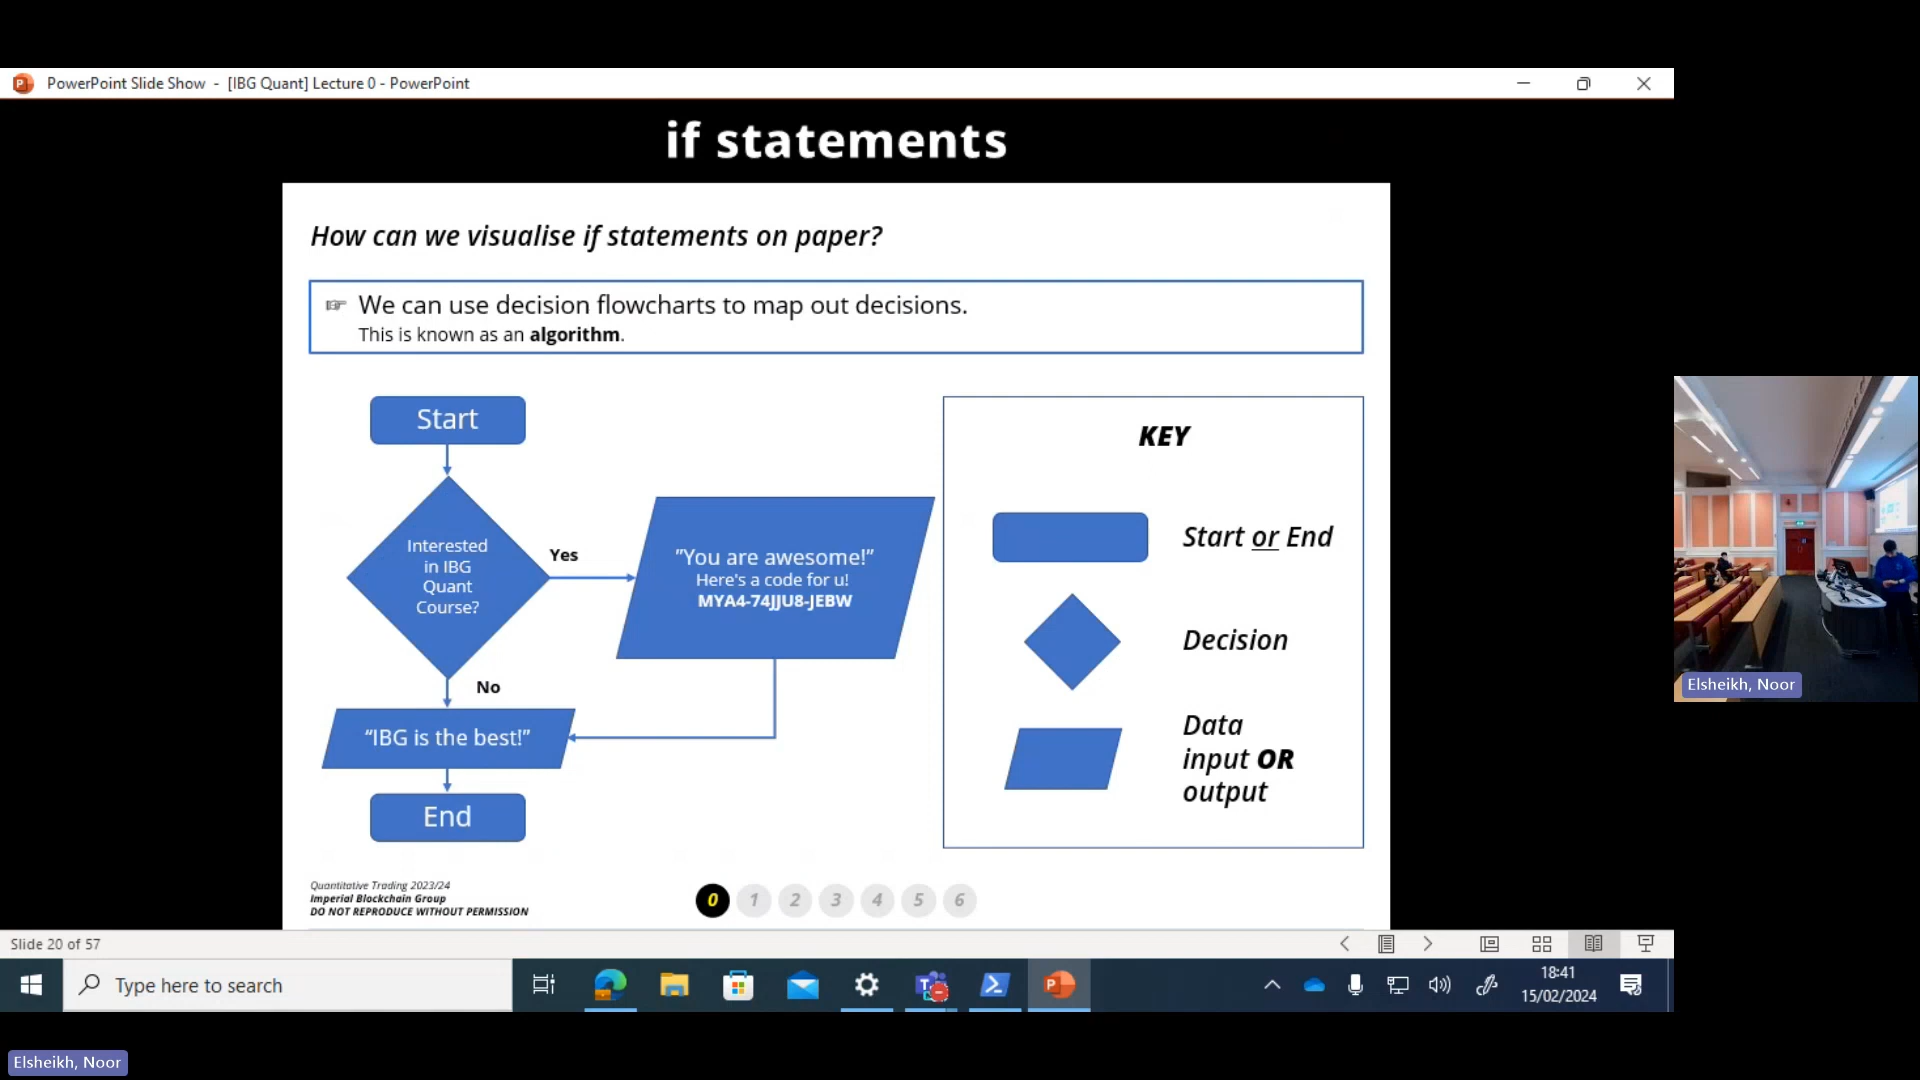 PowerPoint Slide Show - [IBG Quant] Lecture 0 - PowerPoint
if statements
How can we visualise if statements on paper?
☞ We can use decision flowcharts to map out decisions.
This is known as an algorithm.
Start
Interested
in IBG
Quant
Course?
Yes
"You are awesome!"
Here's a code for u!
MYA4-74JJU8-JEBW
No
“IBG is the best!”
End
KEY
Start or End
Decision
Data
input OR
output
Quantitative Trading 2023/24
Imperial Blockchain Group
DO NOT REPRODUCE WITHOUT PERMISSION
0 1 2 3 4 5 6
Slide 20 of 57
Type here to search
18:41
15/02/2024
Elsheikh, Noor
Elsheikh, Noor